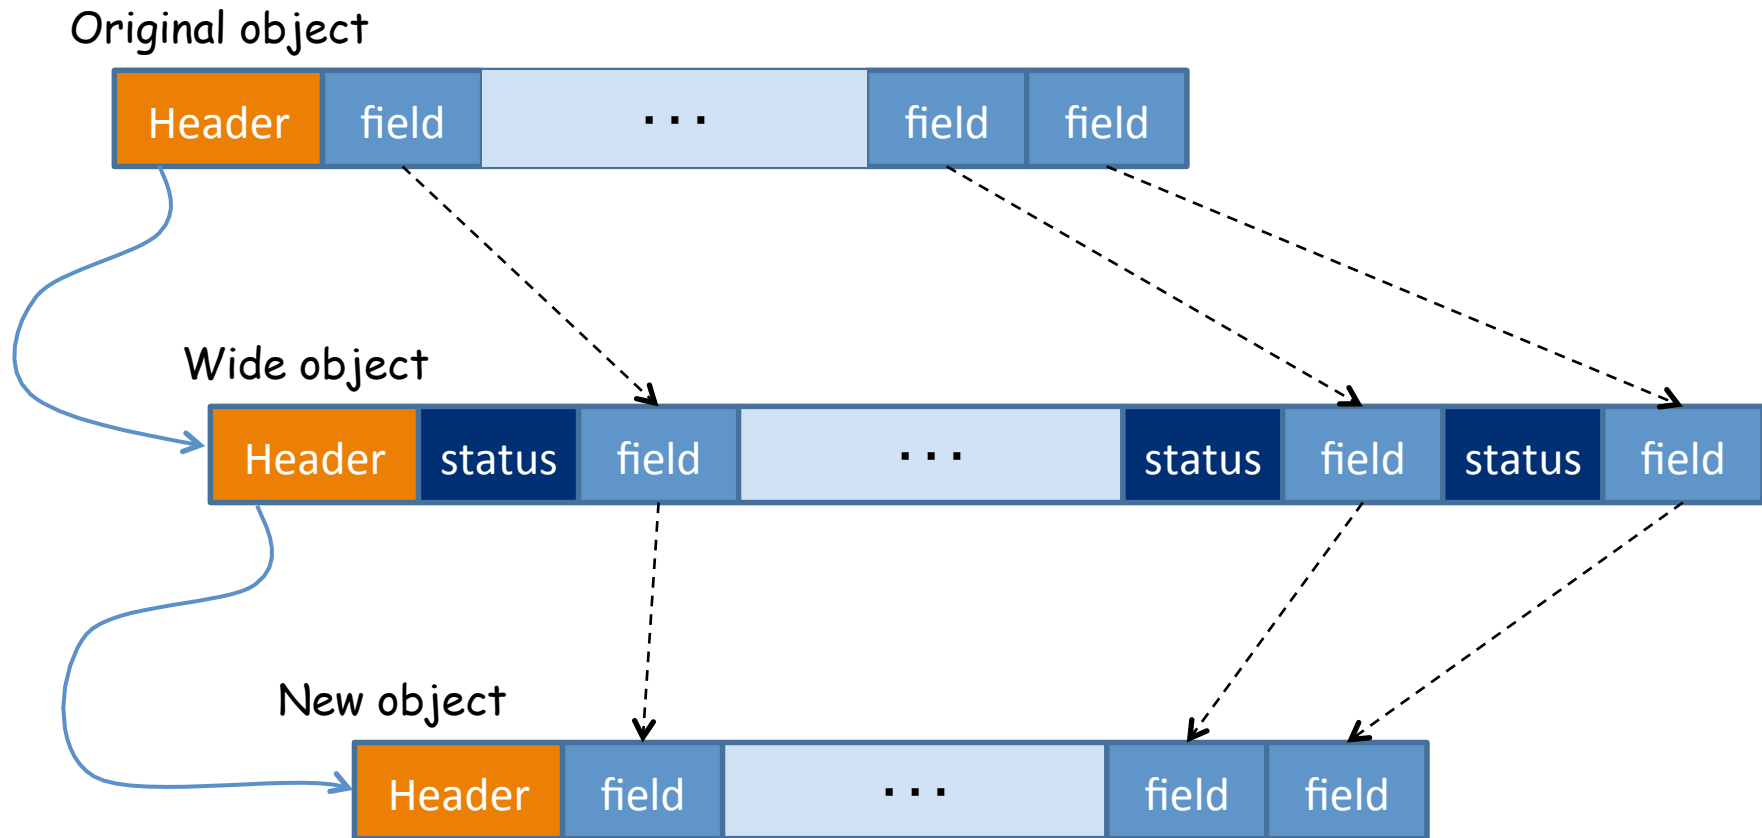 Original object
Header field ... field field
Wide object
Header status field ... status field status field
New object
Header field ... field field